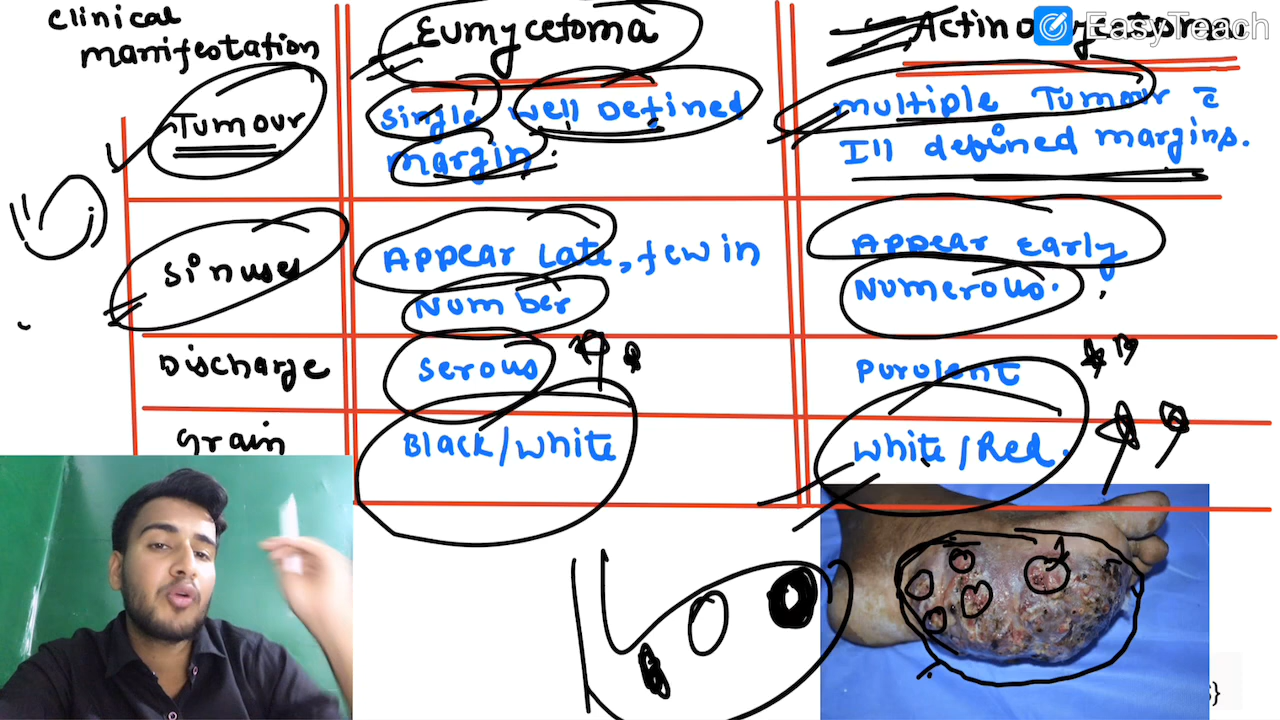 Clinical
manifestation
Eumycetoma
EasyTeach
Tumour
Single well Defined
margin.
multiple Tumour c̄
Ill defined margins.
Sinuses
Appear Late, few in
Number
Appear Early
Numerous.
Discharge
Serous
Purulent
grain
Black/White
White/Red.